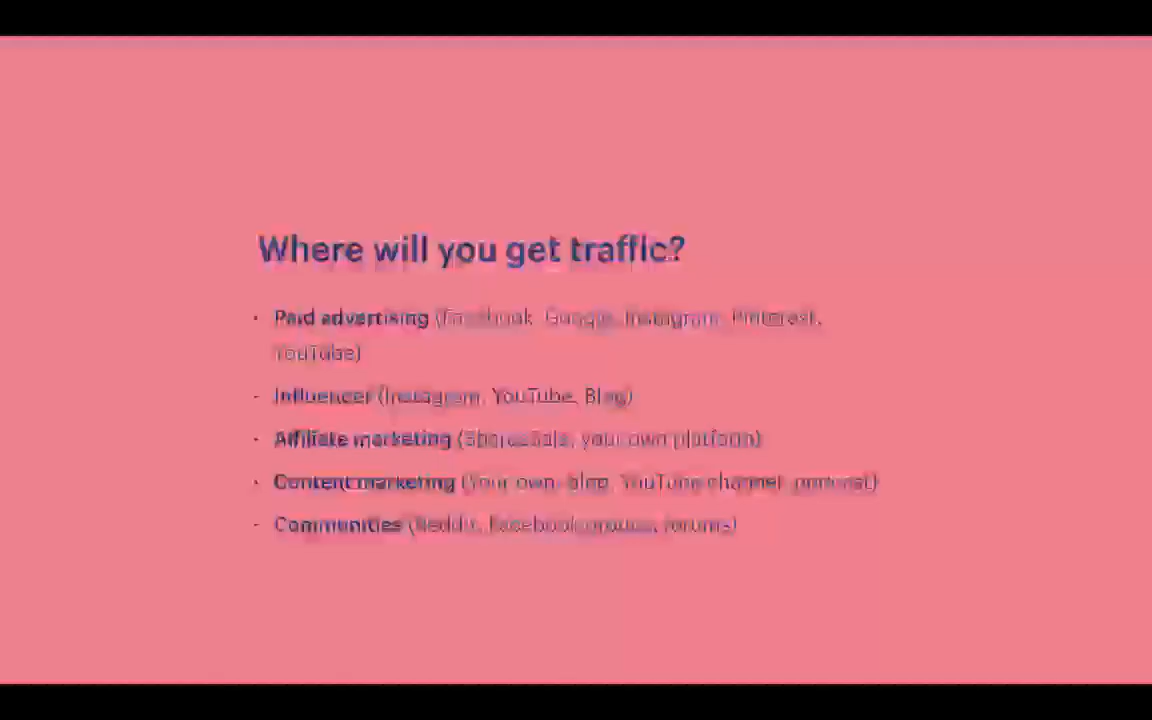 Where will you get traffic?
· Paid advertising (Facebook, Google, Instagram, Pinterest,
YouTube)
· Influencer (Instagram, YouTube, Blog)
· Affiliate marketing (ShareaSale, your own platform)
· Content marketing (Your own blog, YouTube channel, podcast)
· Communities (Reddit, Facebook groups, forums)